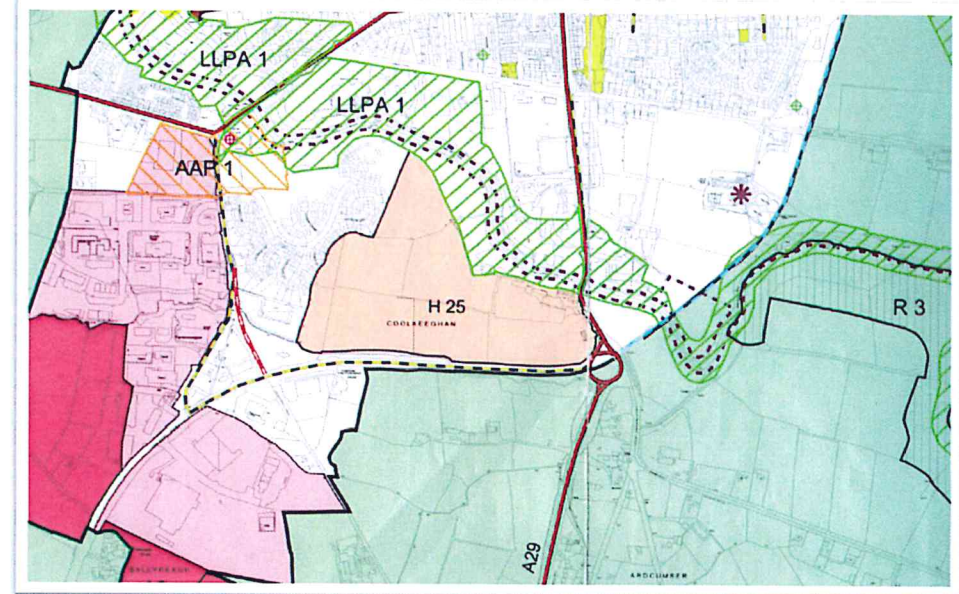 LLPA 1
LLPA 1
AAP 1
H 25
COOLKEEGHAN
R 3
A29
ARDCUMBER